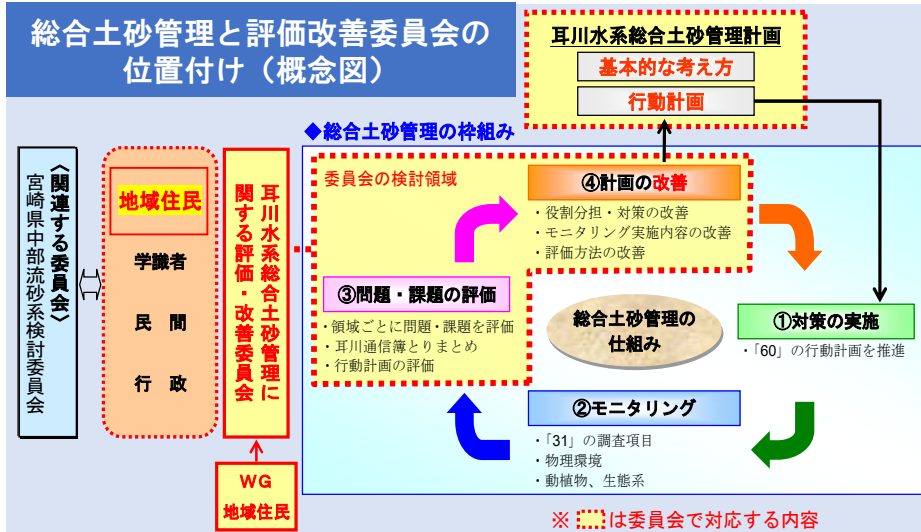 総合土砂管理と評価改善委員会の
位置付け（概念図）
耳川水系総合土砂管理計画
基本的な考え方
行動計画
◆総合土砂管理の枠組み
〈関連する委員会〉
宮崎県中部流砂系検討委員会
地域住民
学識者
民　間
行　政
耳川水系総合土砂管理に
関する評価・改善委員会
WG
地域住民
委員会の検討領域
④計画の改善
・役割分担・対策の改善
・モニタリング実施内容の改善
・評価方法の改善
③問題・課題の評価
・領域ごとに問題・課題を評価
・耳川通信簿とりまとめ
・行動計画の評価
総合土砂管理の
仕組み
①対策の実施
・「60」の行動計画を推進
②モニタリング
・「31」の調査項目
・物理環境
・動植物、生態系
※　　は委員会で対応する内容